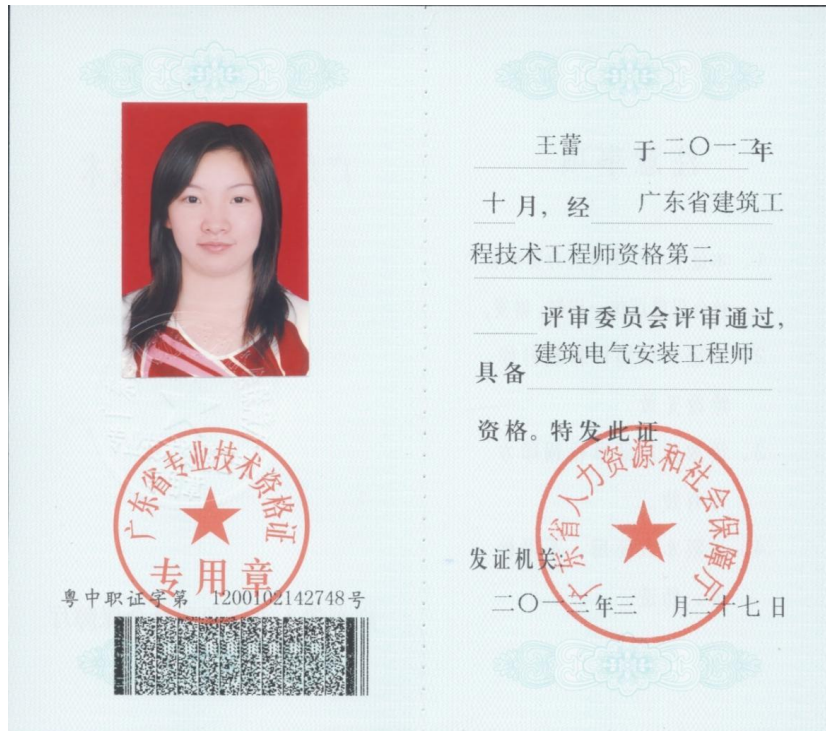 广东省专业技术资格证
专用章
粤中职证字第 1200102142748号
王蕾 于二〇一二年
十月，经 广东省建筑工
程技术工程师资格第二
评审委员会评审通过，
具备 建筑电气安装工程师
资格。特发此证
广东省人力资源和社会保障厅
发证机关
二〇一三年三 月二十七日